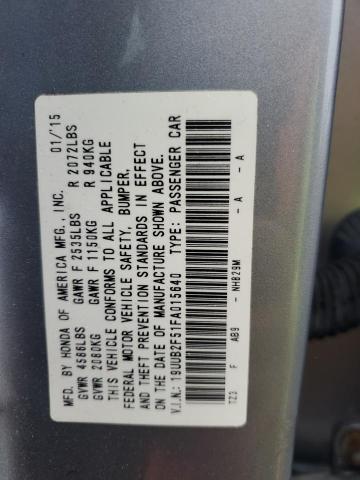 MFD. BY HONDA OF AMERICA MFG., INC. 01/'15
GVWR 4586LBS GAWR F 2535LBS R 2072LBS
GVWR 2080KG GAWR F 1150KG R 940KG
THIS VEHICLE CONFORMS TO ALL APPLICABLE
FEDERAL MOTOR VEHICLE SAFETY, BUMPER,
AND THEFT PREVENTION STANDARDS IN EFFECT
ON THE DATE OF MANUFACTURE SHOWN ABOVE.
V.I.N.: 19UUB2F51FA015640 TYPE: PASSENGER CAR
TZ3 F AB9 - NH829M - A - A